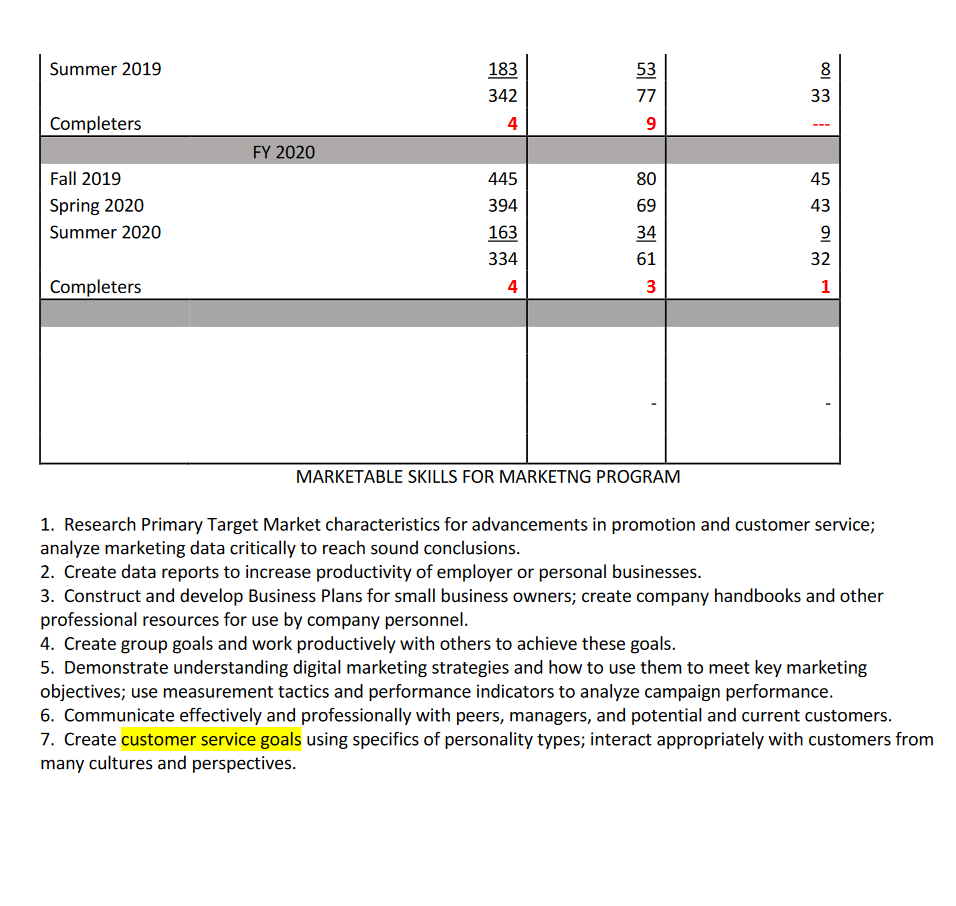 Summer 2019 183 53 8
342 77 33
Completers 4 9 ---
FY 2020
Fall 2019 445 80 45
Spring 2020 394 69 43
Summer 2020 163 34 9
334 61 32
Completers 4 3 1
- -
MARKETABLE SKILLS FOR MARKETNG PROGRAM
1. Research Primary Target Market characteristics for advancements in promotion and customer service;
analyze marketing data critically to reach sound conclusions.
2. Create data reports to increase productivity of employer or personal businesses.
3. Construct and develop Business Plans for small business owners; create company handbooks and other
professional resources for use by company personnel.
4. Create group goals and work productively with others to achieve these goals.
5. Demonstrate understanding digital marketing strategies and how to use them to meet key marketing
objectives; use measurement tactics and performance indicators to analyze campaign performance.
6. Communicate effectively and professionally with peers, managers, and potential and current customers.
7. Create customer service goals using specifics of personality types; interact appropriately with customers from
many cultures and perspectives.